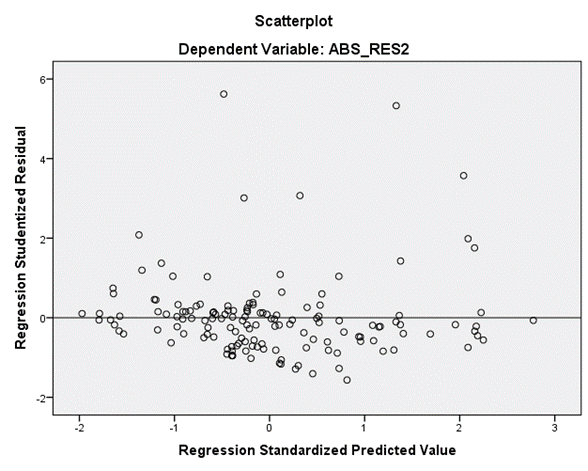 Scatterplot
Dependent Variable: ABS_RES2
Regression Studentized Residual
6
4
2
0
-2
-2
-1
0
1
2
3
Regression Standardized Predicted Value